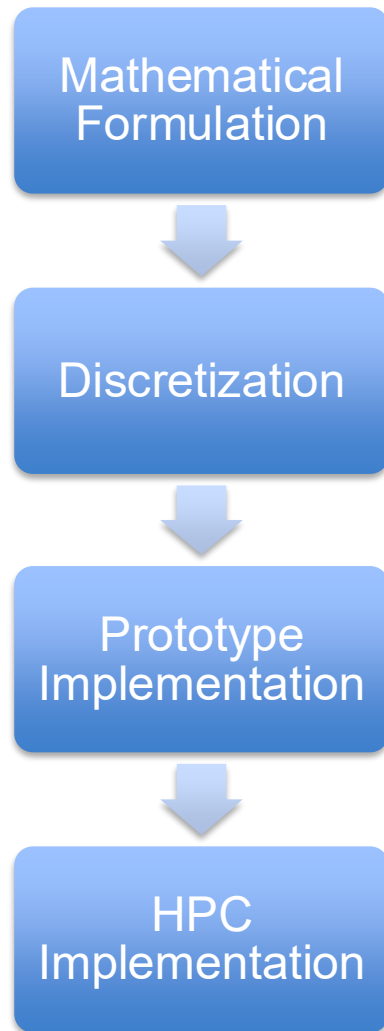 Mathematical
Formulation
Discretization
Prototype
Implementation
HPC
Implementation